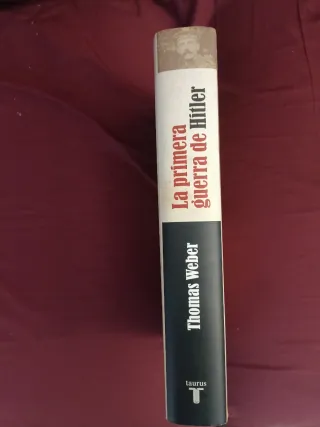 La primera
guerra de Hitler
Thomas Weber
taurus